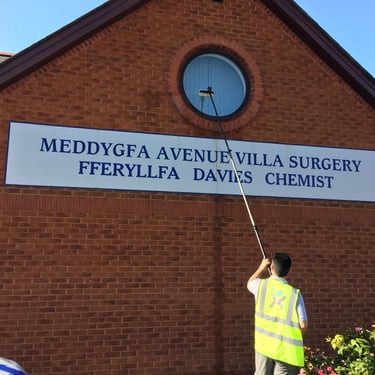 MEDDYGFA AVENUE VILLA SURGERY
FFERYLLFA DAVIES CHEMIST